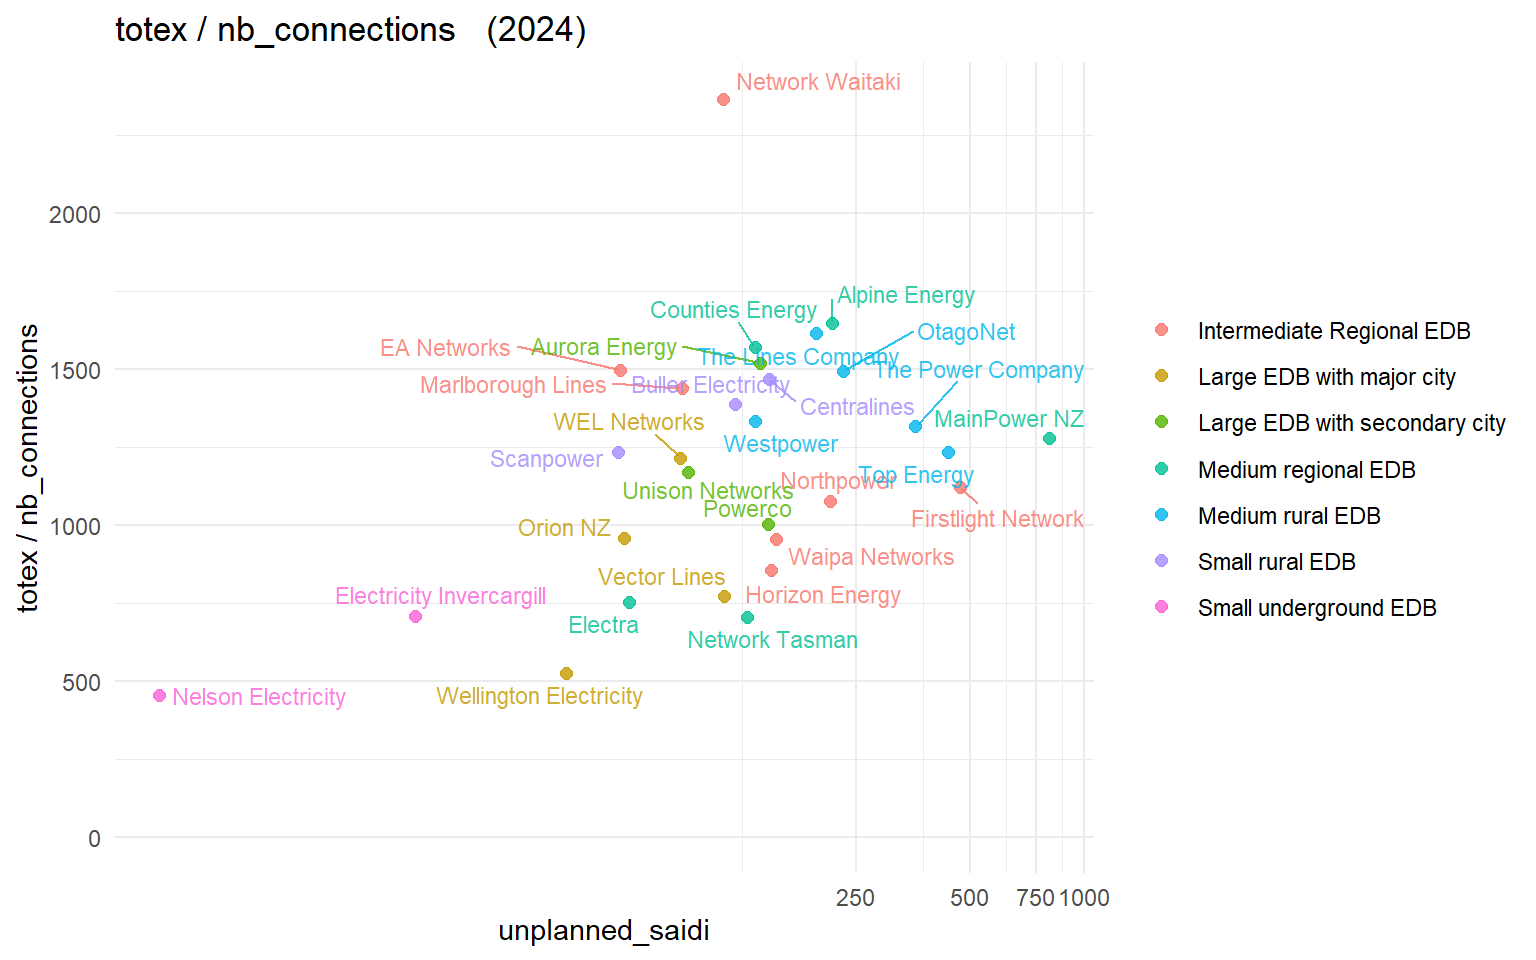 totex / nb_connections (2024)
Network Waitaki
Alpine Energy
Counties Energy
OtagoNet
EA Networks
Aurora Energy
The Lines Company
The Power Company
Marlborough Lines
Buller Electricity
Centralines
MainPower NZ
WEL Networks
Westpower
Scanpower
Top Energy
Northpower
Unison Networks
Powerco
Firstlight Network
Orion NZ
Waipa Networks
Vector Lines
Horizon Energy
Electricity Invercargill
Electra
Network Tasman
Nelson Electricity
Wellington Electricity
2000
1500
1000
500
0
totex / nb_connections
250
500
750
1000
unplanned_saidi
Intermediate Regional EDB
Large EDB with major city
Large EDB with secondary city
Medium regional EDB
Medium rural EDB
Small rural EDB
Small underground EDB